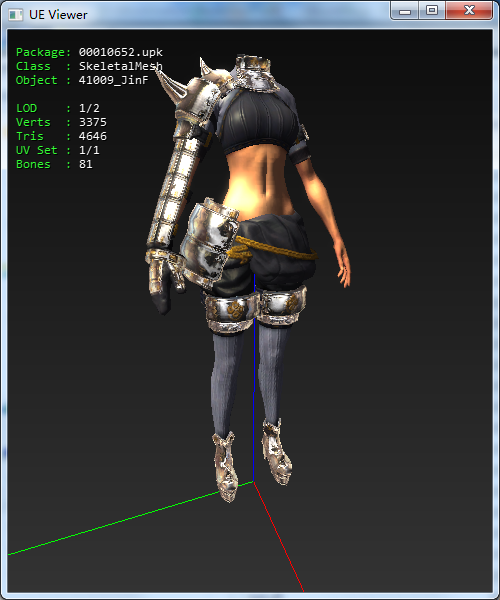 UE Viewer
Package: 00010652.upk
Class  : SkeletalMesh
Object : 41009_JinF
LOD    : 1/2
Verts  : 3375
Tris   : 4646
UV Set : 1/1
Bones  : 81